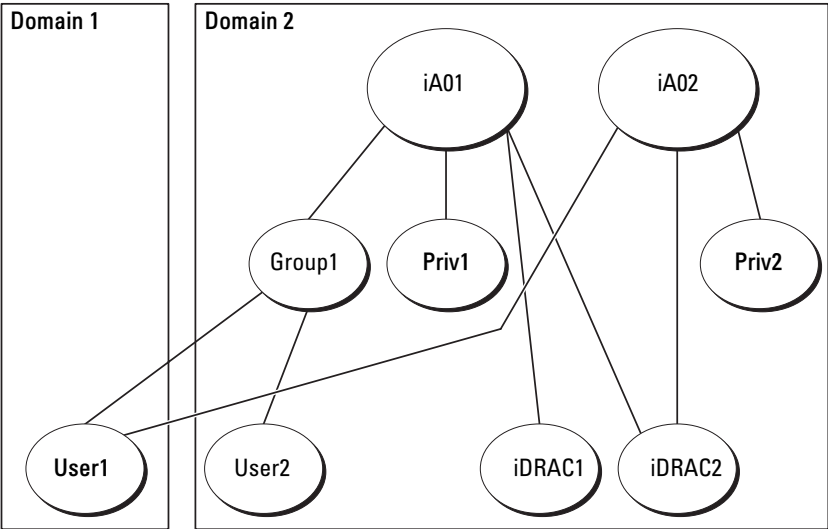 Domain 1
Domain 2
iA01
iA02
Group1
Priv1
Priv2
User1
User2
iDRAC1
iDRAC2